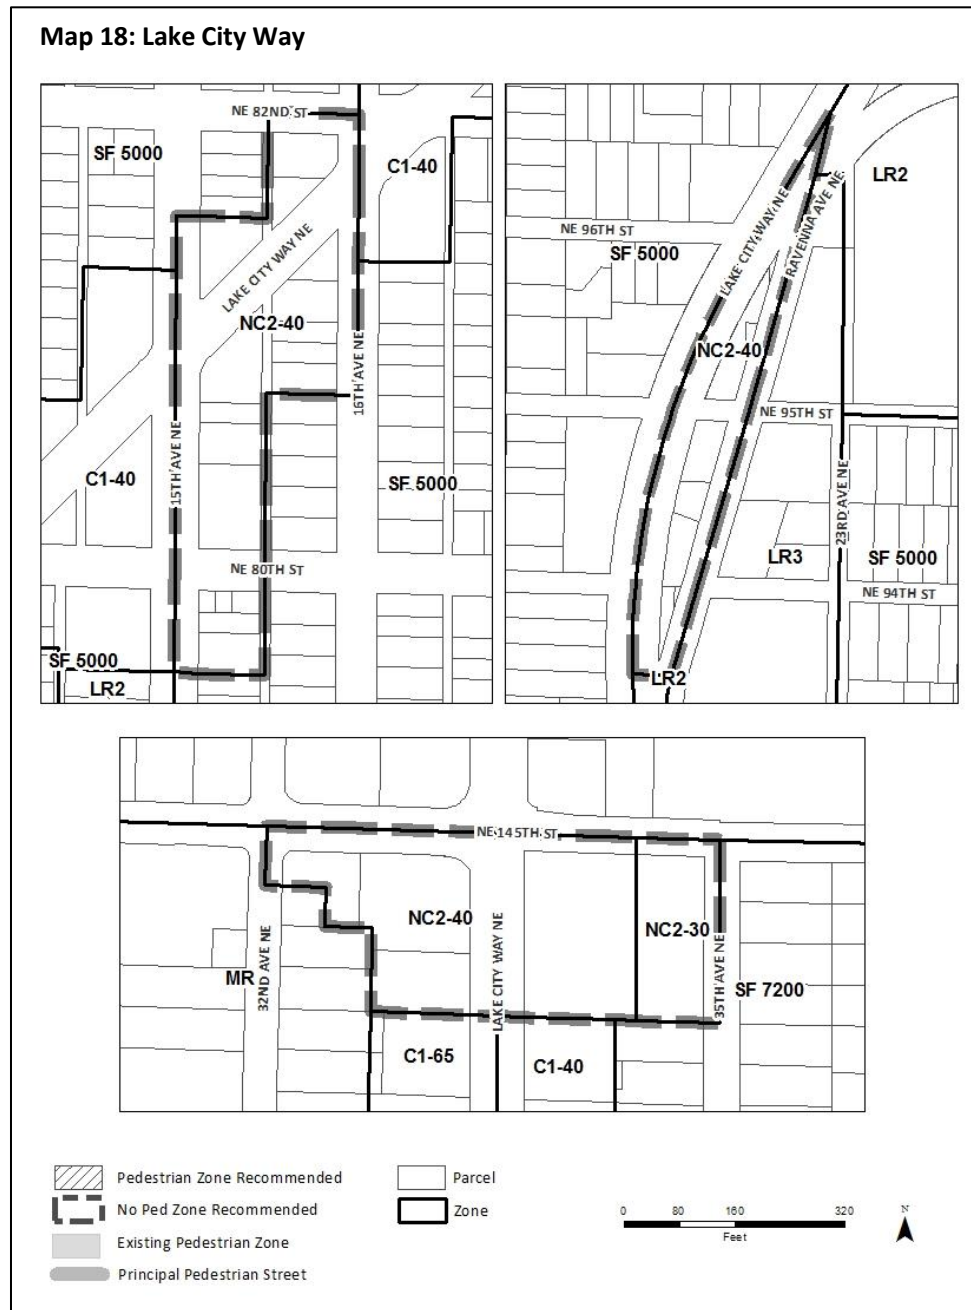 Map 18: Lake City Way
NE 82ND ST
SF 5000
C1-40
LAKE CITY WAY NE
NC2-40
16TH AVE NE
15TH AVE NE
C1-40
SF 5000
NE 80TH ST
SF 5000
LR2
LR2
LAKE CITY WAY NE
RAVENNA AVE NE
NE 96TH ST
SF 5000
NC2-40
NE 95TH ST
23RD AVE NE
LR3
SF 5000
NE 94TH ST
LR2
NE 145TH ST
NC2-40
NC2-30
32ND AVE NE
MR
LAKE CITY WAY NE
35TH AVE NE
SF 7200
C1-65
C1-40
Pedestrian Zone Recommended
No Ped Zone Recommended
Existing Pedestrian Zone
Principal Pedestrian Street
Parcel
Zone
0 80 160 320
Feet
N